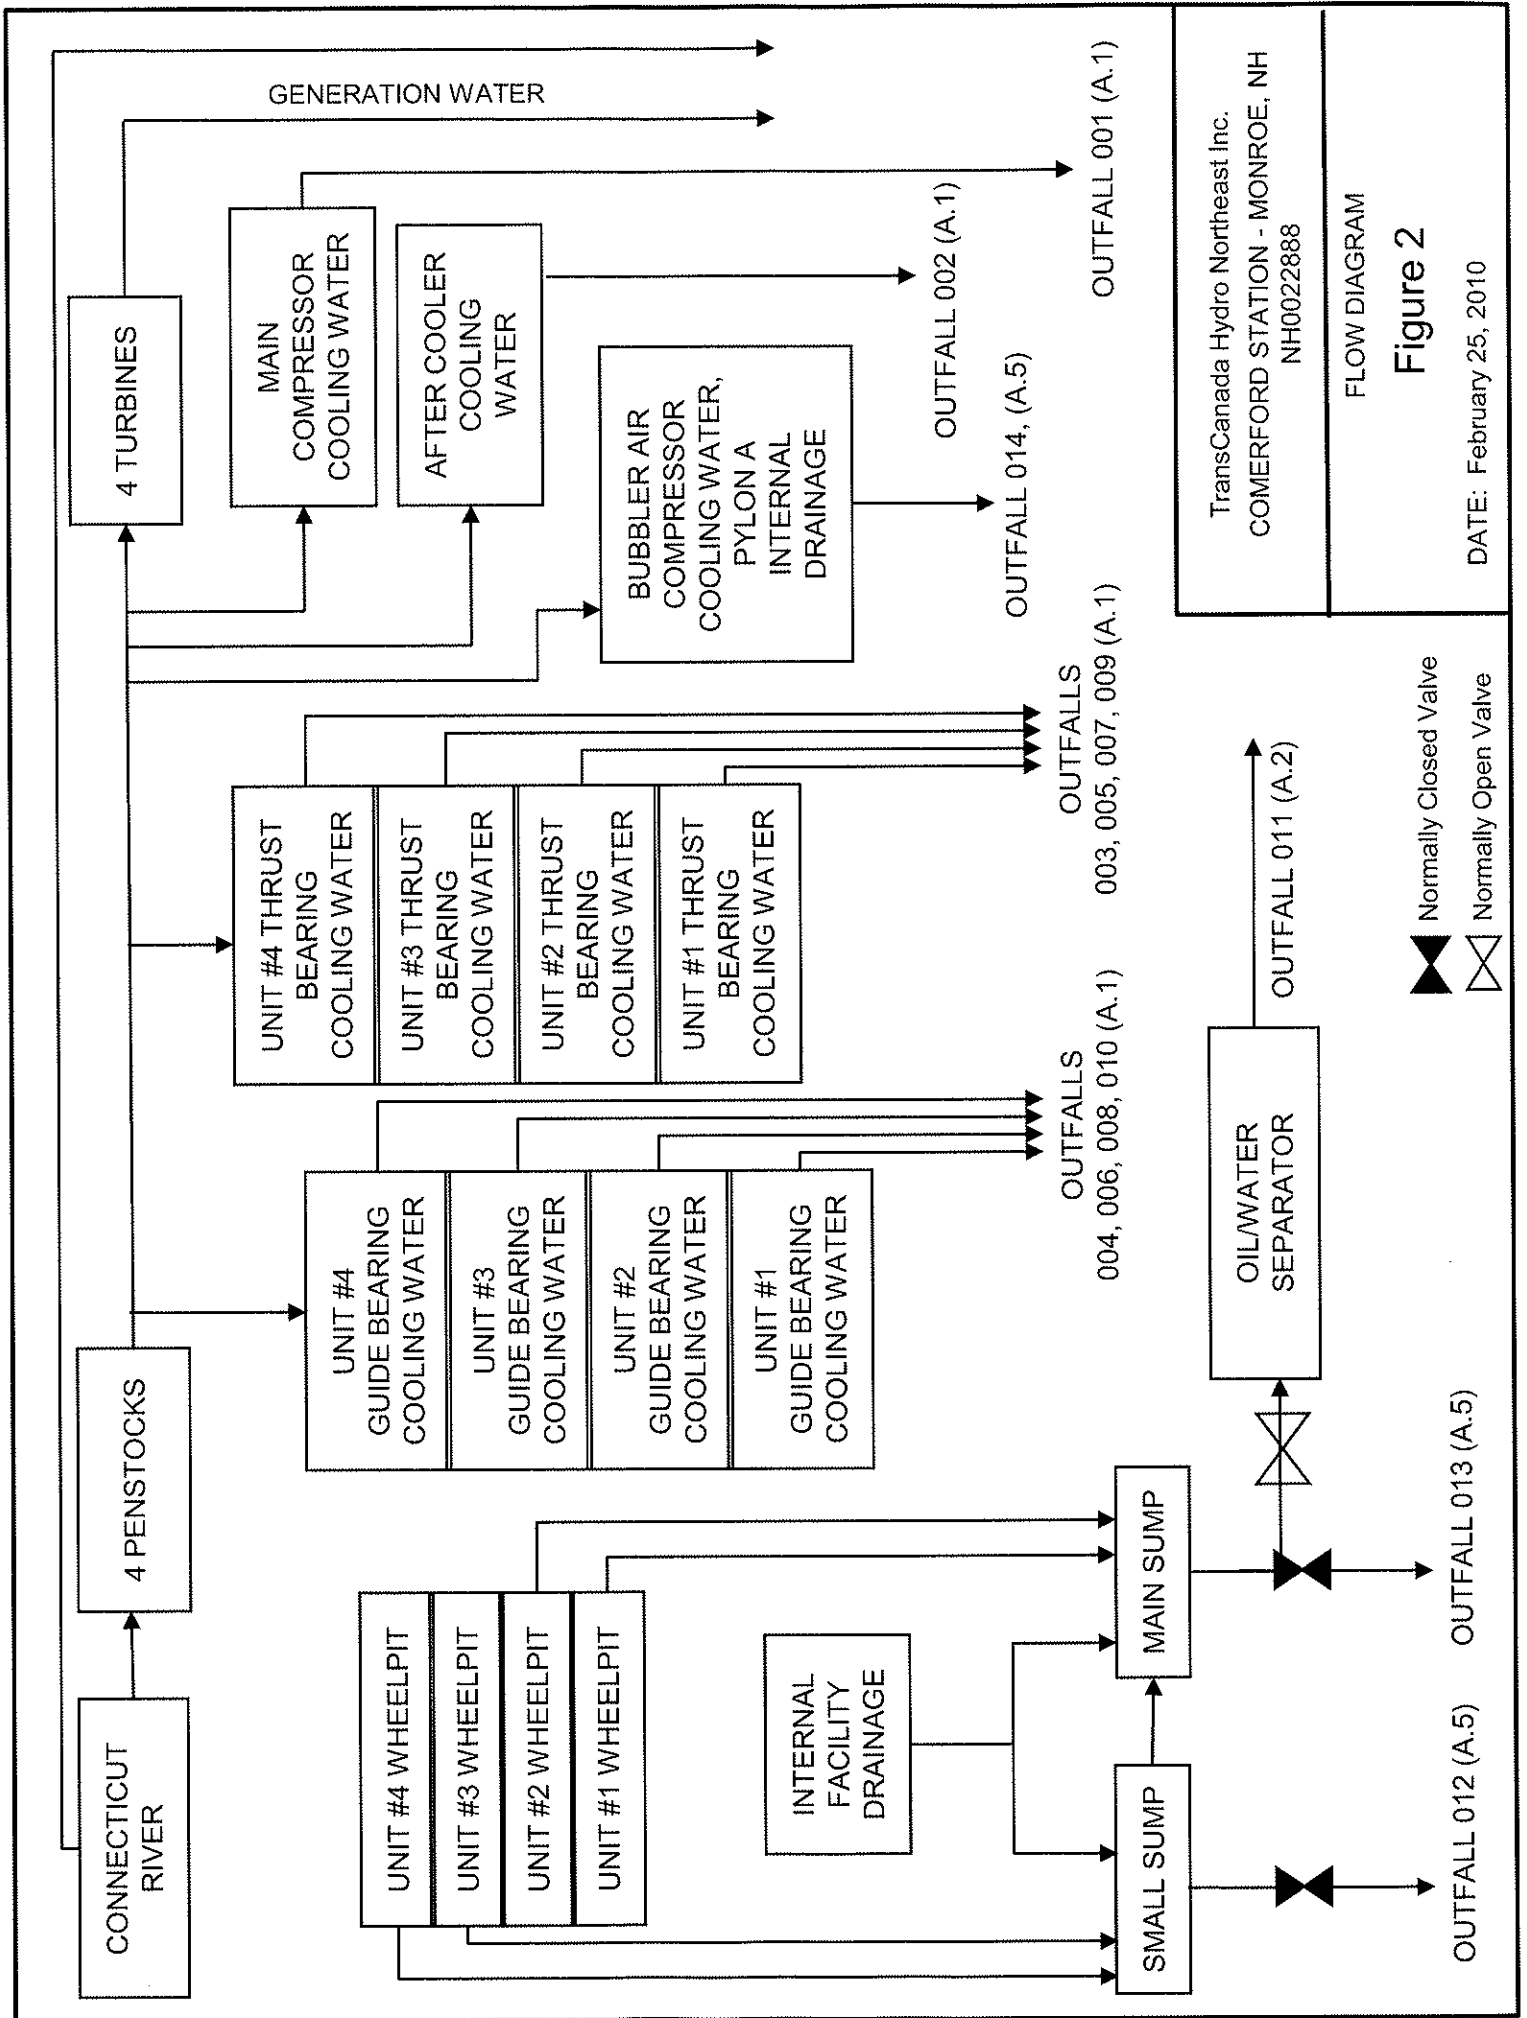 CONNECTICUT
RIVER
4 PENSTOCKS
4 TURBINES
GENERATION WATER
MAIN
COMPRESSOR
COOLING WATER
AFTER COOLER
COOLING
WATER
BUBBLER AIR
COMPRESSOR
COOLING WATER,
PYLON A
INTERNAL
DRAINAGE
OUTFALL 014, (A.5)
OUTFALL 002 (A.1)
OUTFALL 001 (A.1)
UNIT #4 THRUST
BEARING
COOLING WATER
UNIT #3 THRUST
BEARING
COOLING WATER
UNIT #2 THRUST
BEARING
COOLING WATER
UNIT #1 THRUST
BEARING
COOLING WATER
OUTFALLS
003, 005, 007, 009 (A.1)
UNIT #4
GUIDE BEARING
COOLING WATER
UNIT #3
GUIDE BEARING
COOLING WATER
UNIT #2
GUIDE BEARING
COOLING WATER
UNIT #1
GUIDE BEARING
COOLING WATER
OUTFALLS
004, 006, 008, 010 (A.1)
UNIT #4 WHEELPIT
UNIT #3 WHEELPIT
UNIT #2 WHEELPIT
UNIT #1 WHEELPIT
INTERNAL
FACILITY
DRAINAGE
SMALL SUMP
MAIN SUMP
OIL/WATER
SEPARATOR
OUTFALL 011 (A.2)
OUTFALL 012 (A.5)
OUTFALL 013 (A.5)
Normally Closed Valve
Normally Open Valve
TransCanada Hydro Northeast Inc.
COMERFORD STATION - MONROE, NH
NH0022888
FLOW DIAGRAM
Figure 2
DATE: February 25, 2010